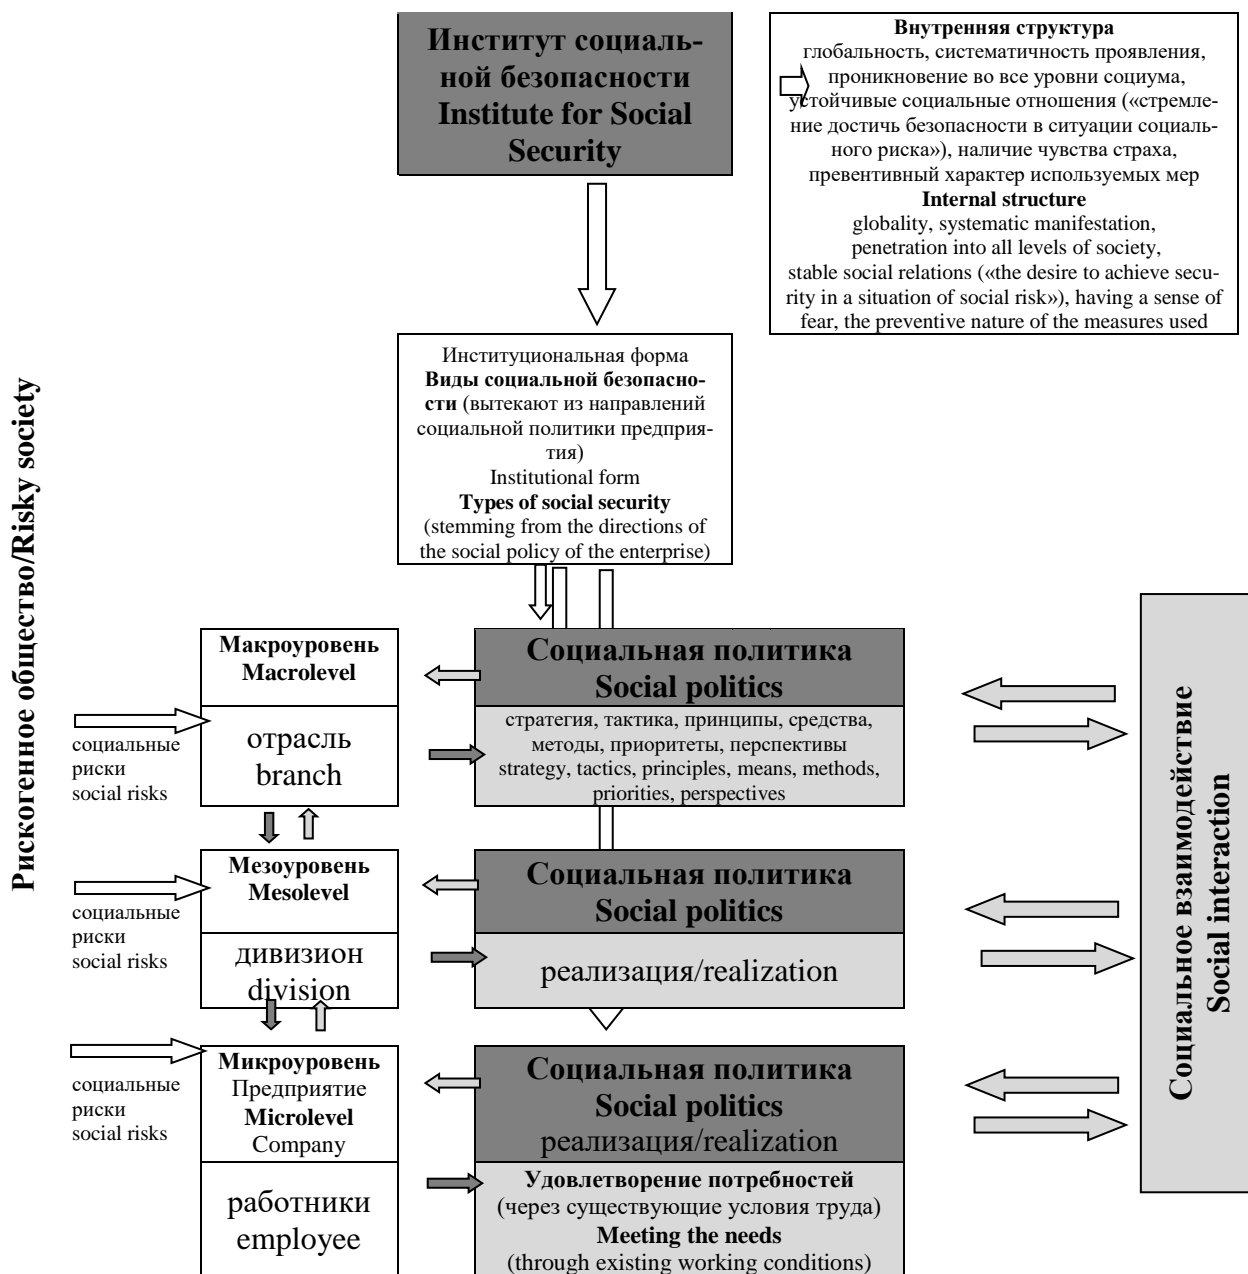 Институт социаль-
ной безопасности
Institute for Social
Security
Внутренняя структура
глобальность, систематичность проявления,
проникновение во все уровни социума,
устойчивые социальные отношения («стремле-
ние достичь безопасности в ситуации социаль-
ного риска»), наличие чувства страха,
превентивный характер используемых мер
Internal structure
globality, systematic manifestation,
penetration into all levels of society,
stable social relations («the desire to achieve secu-
rity in a situation of social risk»), having a sense of
fear, the preventive nature of the measures used
Институциональная форма
Виды социальной безопасно-
сти (вытекают из направлений
социальной политики предприя-
тия)
Institutional form
Types of social security
(stemming from the directions of
the social policy of the enterprise)
Рискогенное общество/Risky society
Макроуровень
Macrolevel
отрасль
branch
социальные
риски
social risks
Социальная политика
Social politics
стратегия, тактика, принципы, средства,
методы, приоритеты, перспективы
strategy, tactics, principles, means, methods,
priorities, perspectives
Мезоуровень
Mesolevel
дивизион
division
социальные
риски
social risks
Социальная политика
Social politics
реализация/realization
Микроуровень
Предприятие
Microlevel
Company
работники
employee
социальные
риски
social risks
Социальная политика
Social politics
реализация/realization
Удовлетворение потребностей
(через существующие условия труда)
Meeting the needs
(through existing working conditions)
Социальное взаимодействие
Social interaction